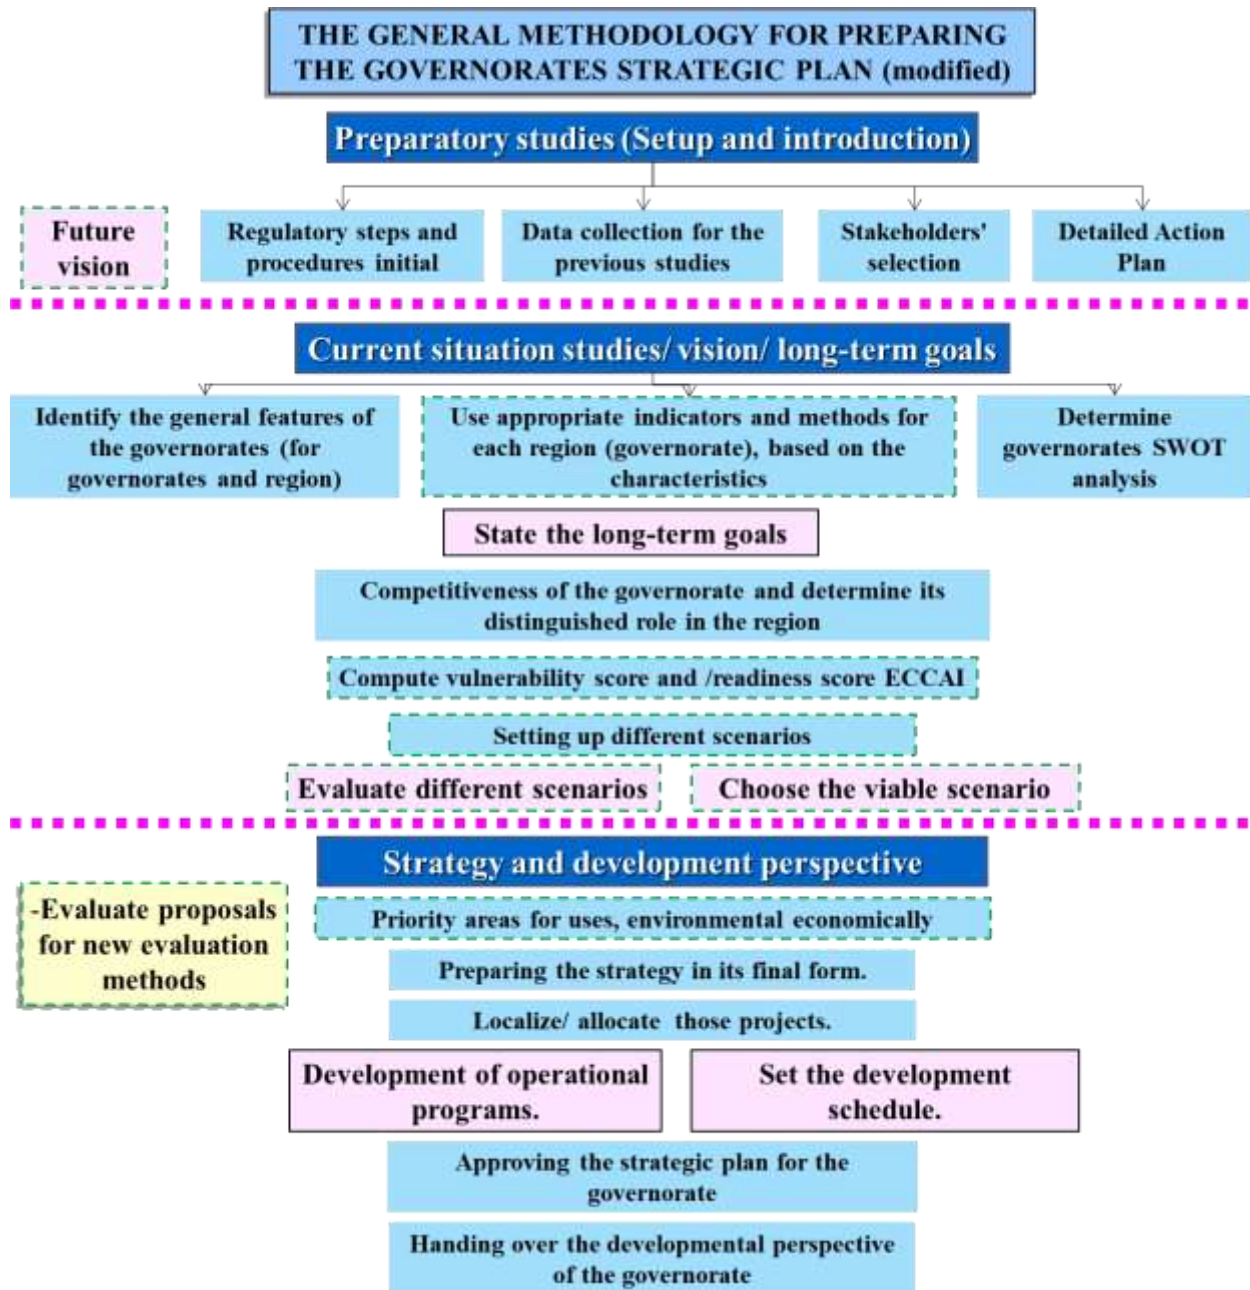 THE GENERAL METHODOLOGY FOR PREPARING
THE GOVERNORATES STRATEGIC PLAN (modified)
Preparatory studies (Setup and introduction)
Future
vision
Regulatory steps and
procedures initial
Data collection for the
previous studies
Stakeholders'
selection
Detailed Action
Plan
Current situation studies/ vision/ long-term goals
Identify the general features of
the governorates (for
governorates and region)
Use appropriate indicators and methods for
each region (governorate), based on the
characteristics
Determine
governorates SWOT
analysis
State the long-term goals
Competitiveness of the governorate and determine its
distinguished role in the region
Compute vulnerability score and /readiness score ECCAI
Setting up different scenarios
Evaluate different scenarios
Choose the viable scenario
Strategy and development perspective
-Evaluate proposals
for new evaluation
methods
Priority areas for uses, environmental economically
Preparing the strategy in its final form.
Localize/ allocate those projects.
Development of operational
programs.
Set the development
schedule.
Approving the strategic plan for the
governorate
Handing over the developmental perspective
of the governorate